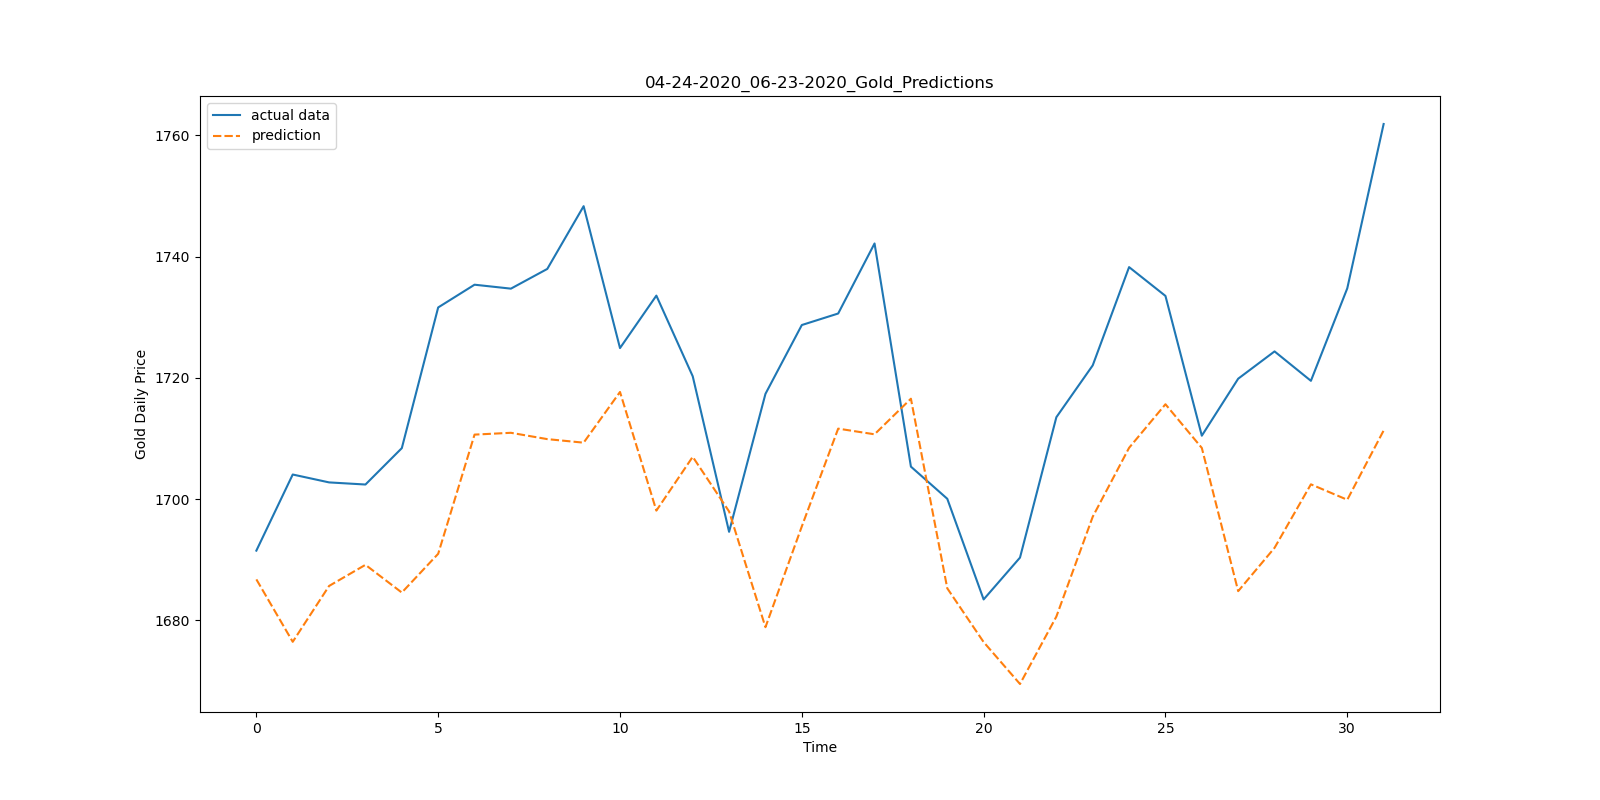 04-24-2020_06-23-2020_Gold_Predictions
actual data
prediction
1760
1740
1720
1700
1680
Gold Daily Price
0 5 10 15 20 25 30
Time